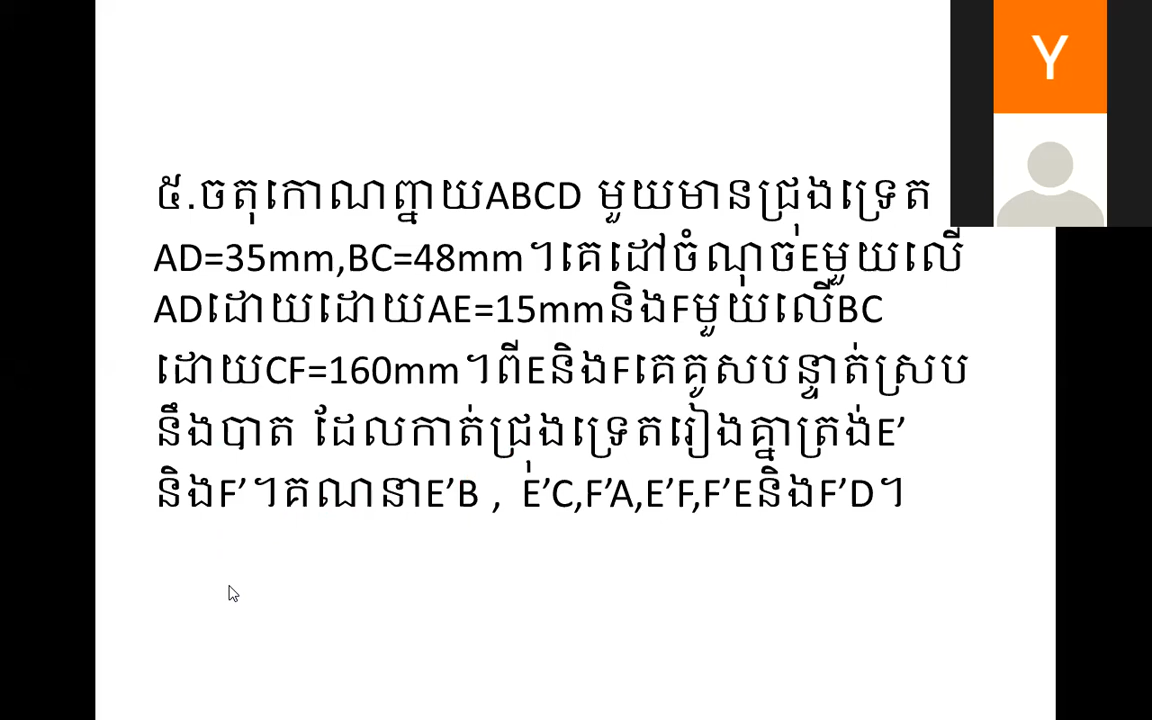 Y
៥.ចតុកោណព្នាយABCD មួយមានជ្រុងទ្រេត
AD=35mm,BC=48mm។គេដៅចំណុចEមួយលើ
ADដោយដោយAE=15mmនិងFមួយលើBC
ដោយCF=160mm។ពីEនិងFគេគូសបន្ទាត់ស្រប
នឹងបាត ដែលកាត់ជ្រុងទ្រេតរៀងគ្នាត្រង់E’
និងF’។គណនាE’B , E’C,F’A,E’F,F’EនិងF’D។